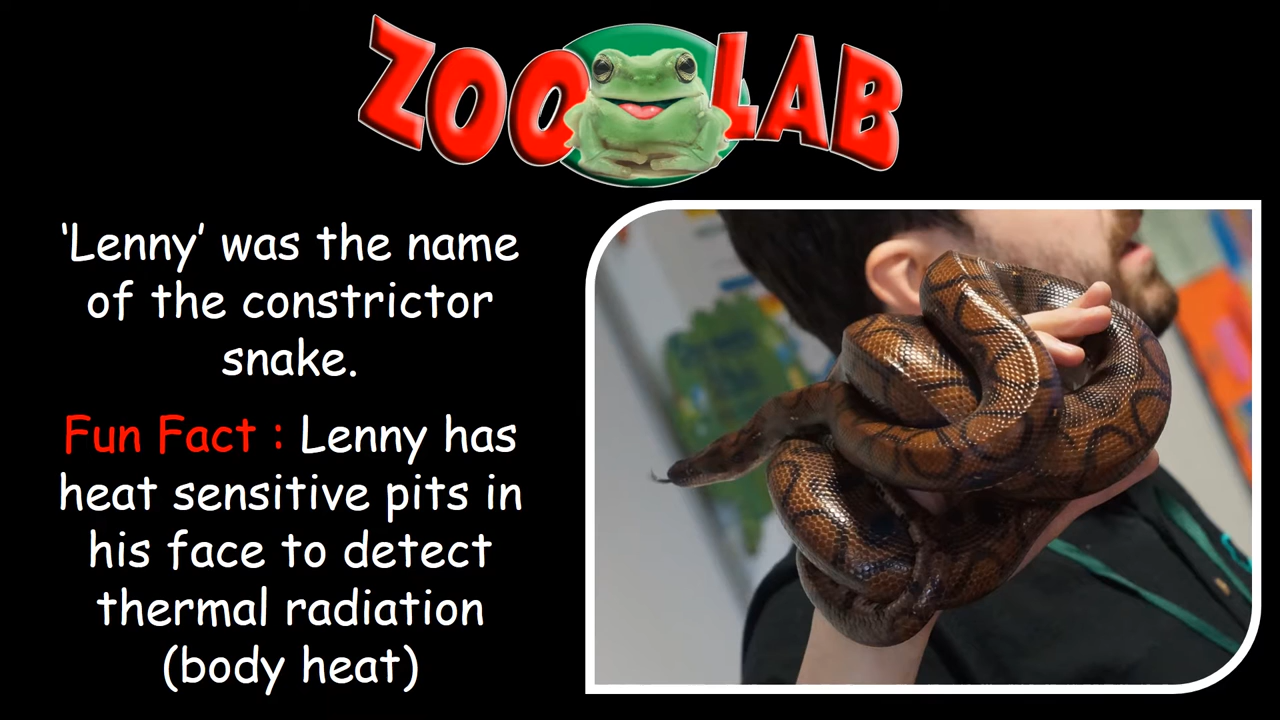 ZOO LAB
‘Lenny’ was the name
of the constrictor
snake.
Fun Fact : Lenny has
heat sensitive pits in
his face to detect
thermal radiation
(body heat)